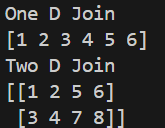 One D Join
[1 2 3 4 5 6]
Two D Join
[[1 2 5 6]
 [3 4 7 8]]